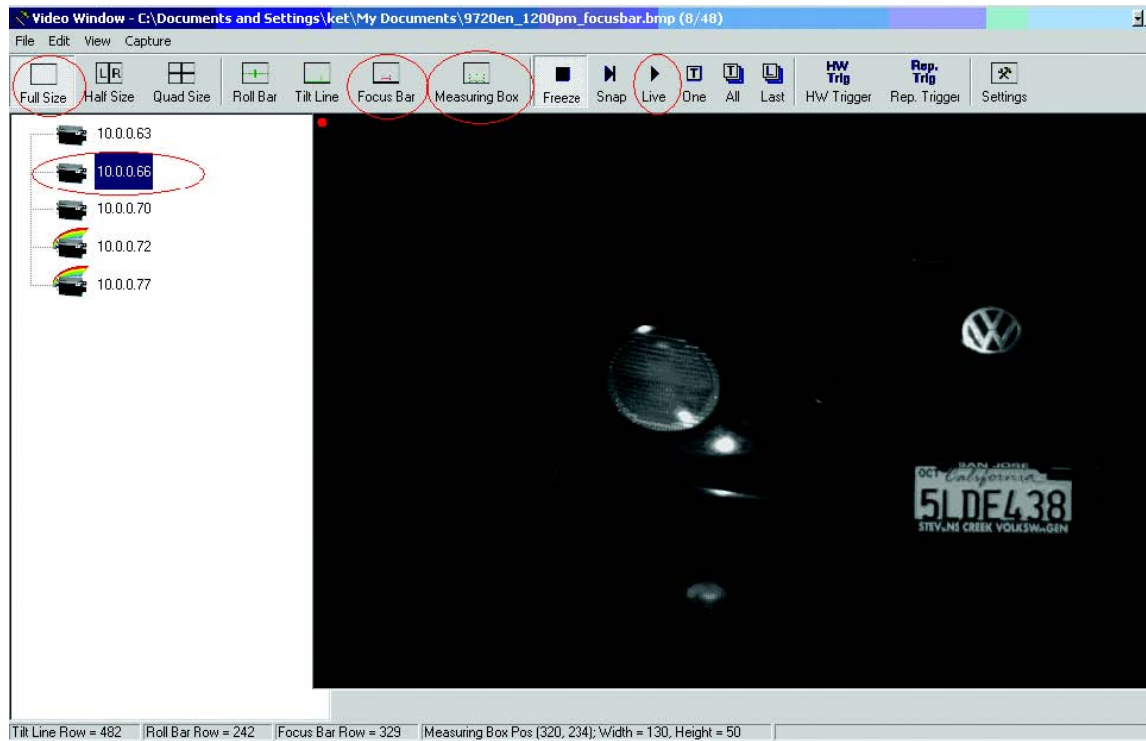 Video Window - C:\Documents and Settings\ket\My Documents\9720en_1200pm_focusbar.bmp (8/48)
File Edit View Capture
L R T T L HW Trig Rep. Trig
Full Size Half Size Quad Size Roll Bar Tilt Line Focus Bar Measuring Box Freeze Snap Live One All Last HW Trigger Rep. Trigger Settings
10.0.0.63
10.0.0.66
10.0.0.70
10.0.0.72
10.0.0.77
VW
SAN JOSE
OCT California
5LDE438
STEVENS CREEK VOLKSWAGEN
Tilt Line Row = 482 Roll Bar Row = 242 Focus Bar Row = 329 Measuring Box Pos (320, 234); Width = 130, Height = 50